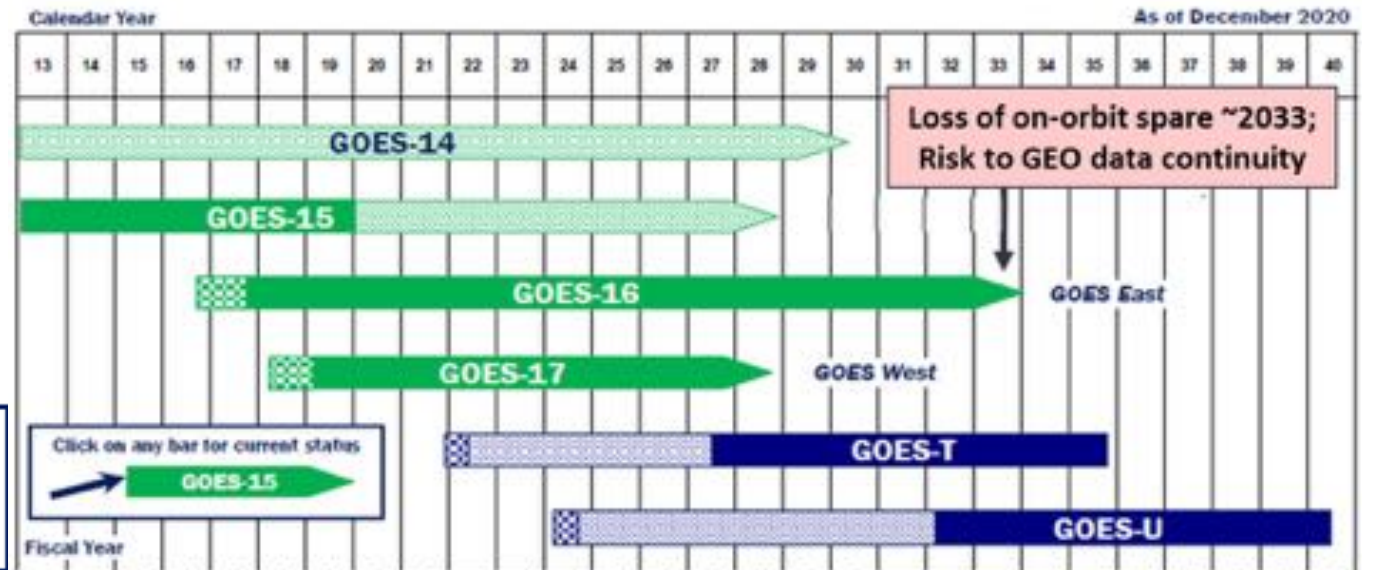 Calendar Year As of December 2020
13 14 15 16 17 18 19 20 21 22 23 24 25 26 27 28 29 30 31 32 33 34 35 36 37 38 39 40
Loss of on-orbit spare ~2033;
Risk to GEO data continuity
GOES-14
GOES-15
GOES-16 GOES East
GOES-17 GOES West
Click on any bar for current status
GOES-15
GOES-T
GOES-U
Fiscal Year